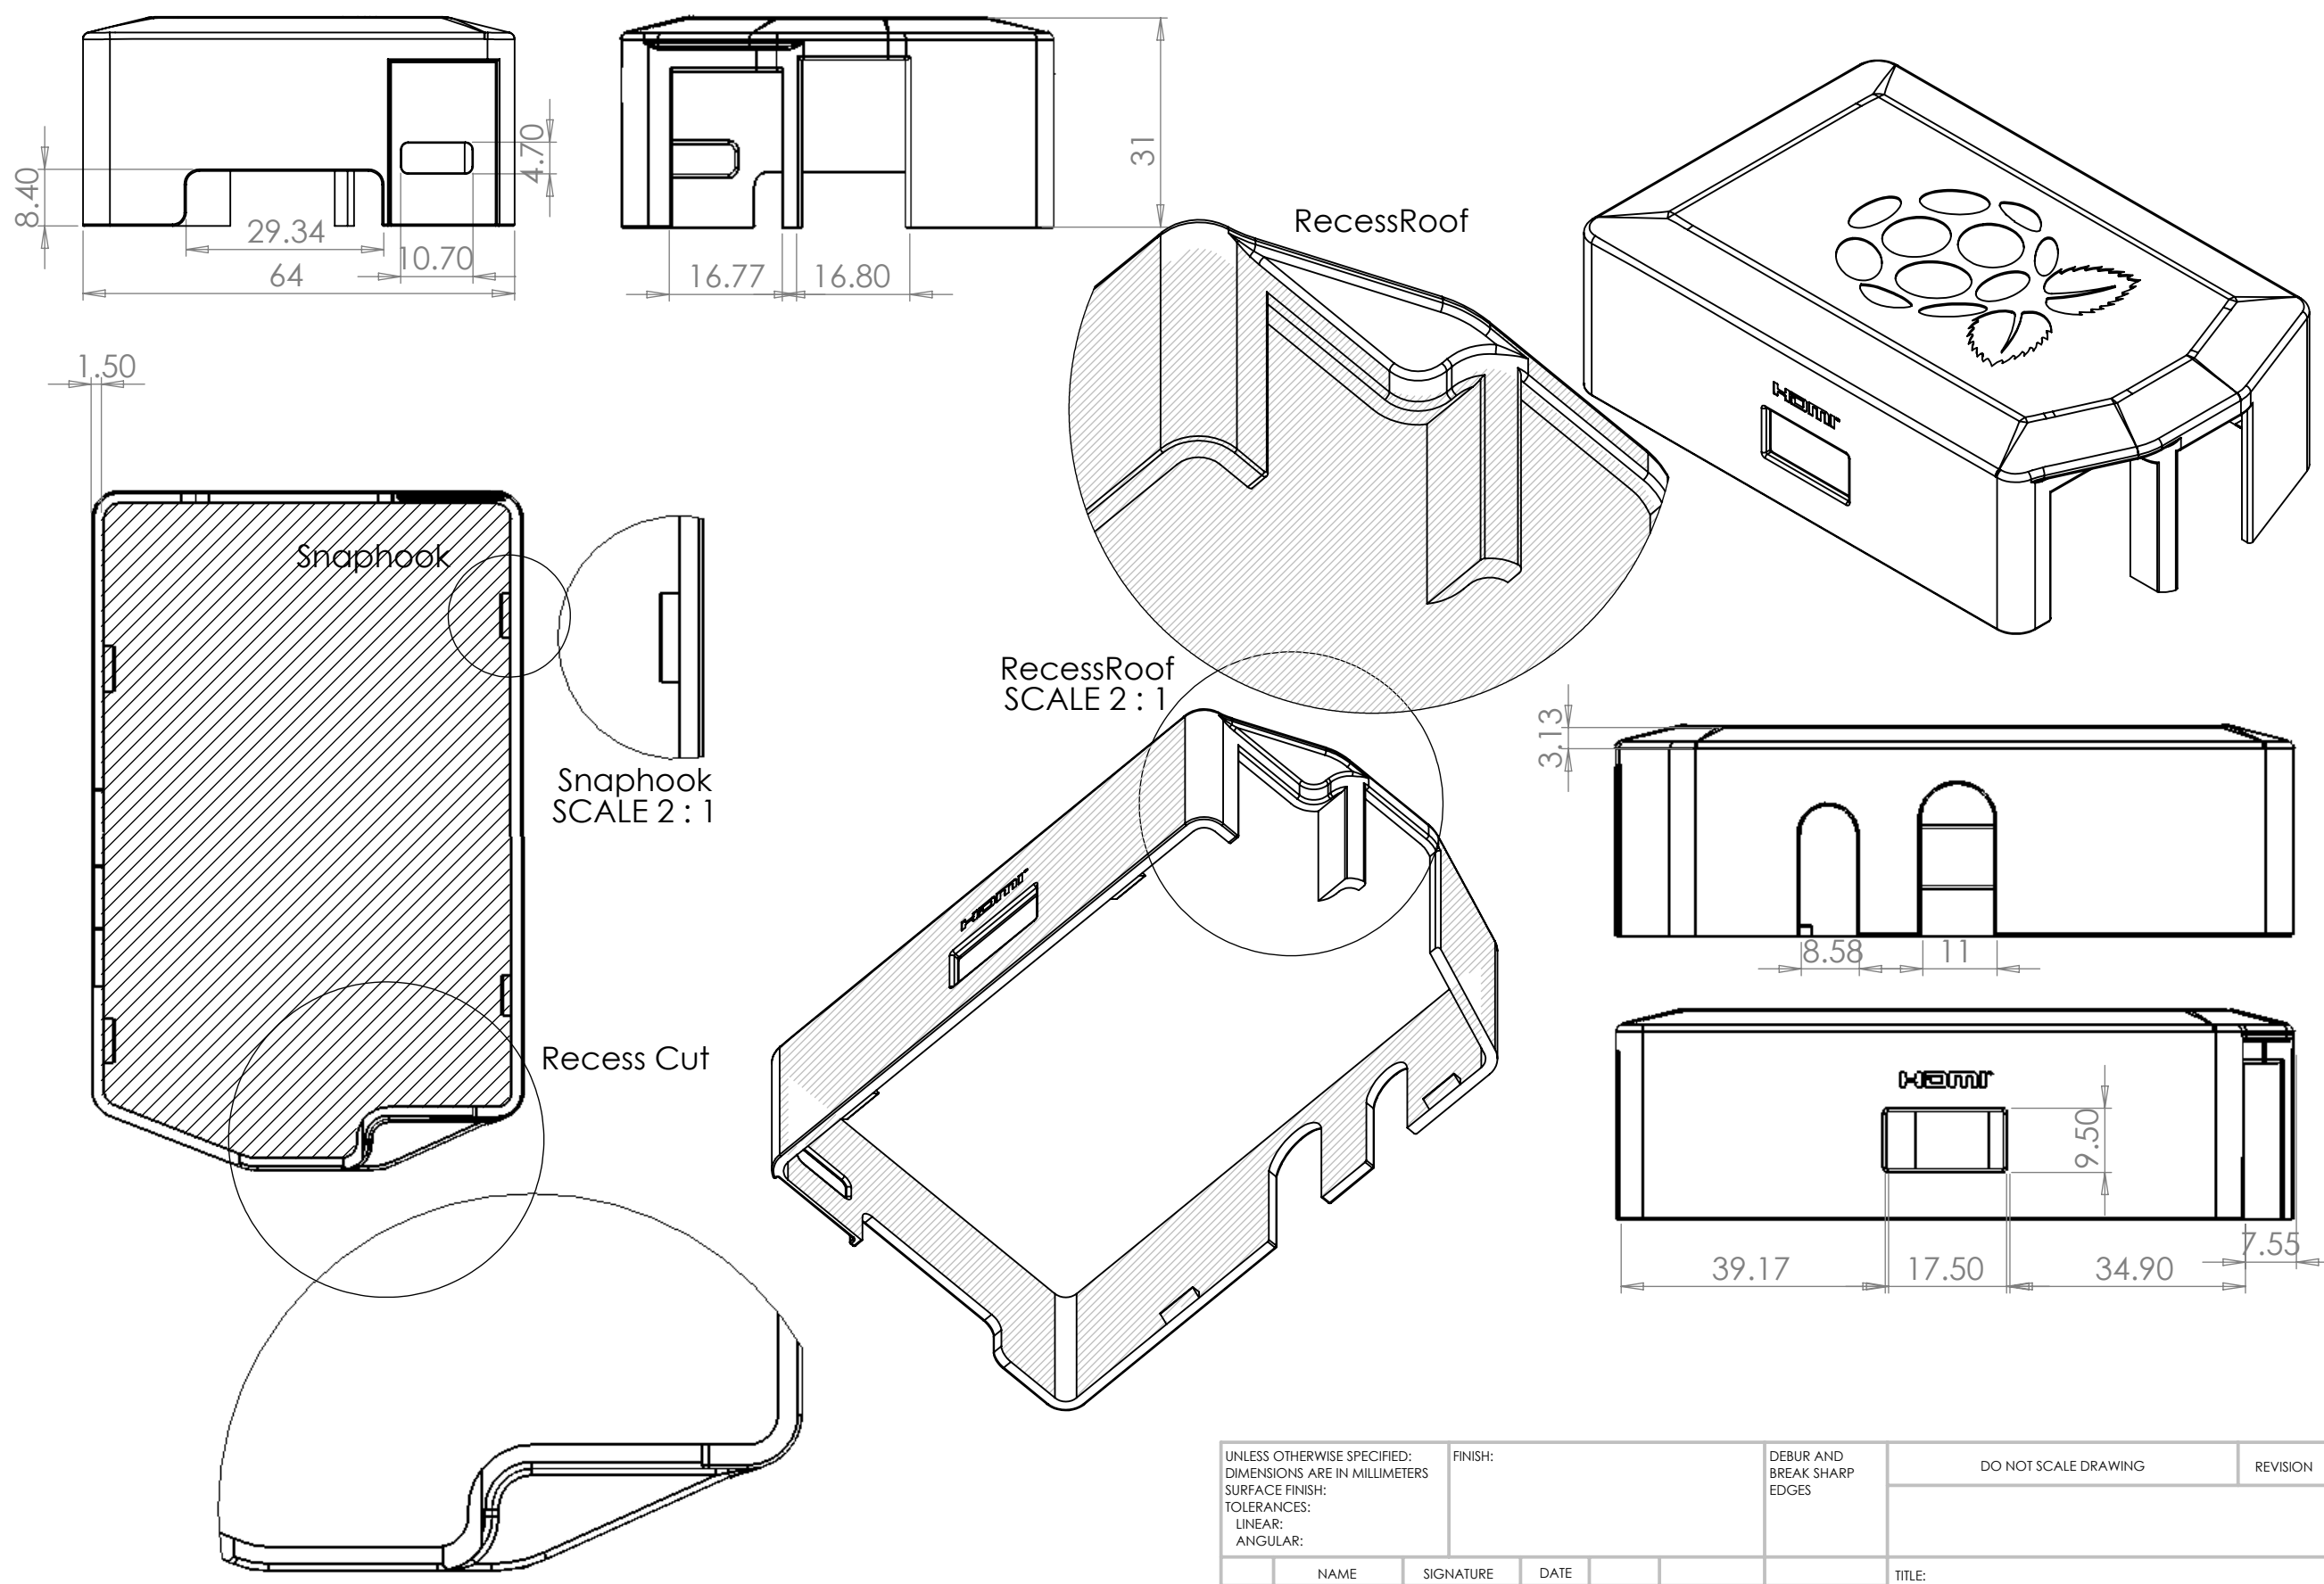 31
8.40
4.70
29.34
10.70
64
16.77
16.80
RecessRoof
1.50
HDMI
Snaphook
RecessRoof
SCALE 2 : 1
3,13
Snaphook
SCALE 2 : 1
HDMI
8.58
11
Recess Cut
HDMI
9.50
7.55
39.17
17.50
34.90
UNLESS OTHERWISE SPECIFIED:
DIMENSIONS ARE IN MILLIMETERS
SURFACE FINISH:
TOLERANCES:
LINEAR:
ANGULAR:
FINISH:
DEBUR AND
BREAK SHARP
EDGES
DO NOT SCALE DRAWING
REVISION
NAME
SIGNATURE
DATE
TITLE: